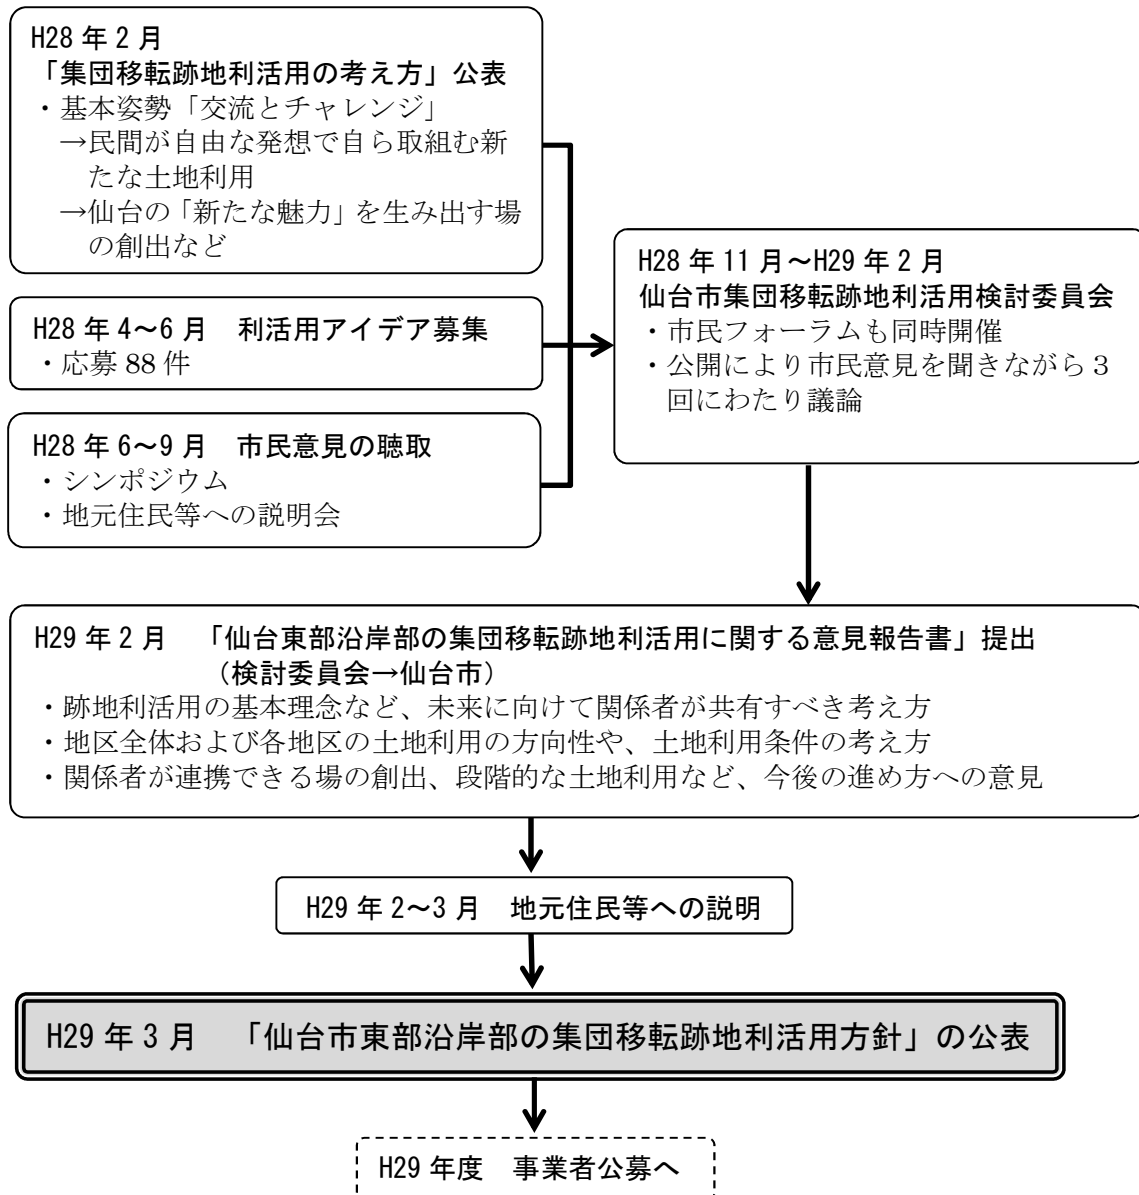 H28年2月
「集団移転跡地利活用の考え方」公表
・基本姿勢「交流とチャレンジ」
→民間が自由な発想で自ら取組む新
たな土地利用
→仙台の「新たな魅力」を生み出す場
の創出など
H28年4～6月　利活用アイデア募集
・応募88件
H28年6～9月　市民意見の聴取
・シンポジウム
・地元住民等への説明会
H28年11月～H29年2月
仙台市集団移転跡地利活用検討委員会
・市民フォーラムも同時開催
・公開により市民意見を聞きながら３
回にわたり議論
H29年2月　「仙台東部沿岸部の集団移転跡地利活用に関する意見報告書」提出
（検討委員会→仙台市）
・跡地利活用の基本理念など、未来に向けて関係者が共有すべき考え方
・地区全体および各地区の土地利用の方向性や、土地利用条件の考え方
・関係者が連携できる場の創出、段階的な土地利用など、今後の進め方への意見
H29年2～3月　地元住民等への説明
H29年3月　「仙台市東部沿岸部の集団移転跡地利活用方針」の公表
H29年度　事業者公募へ